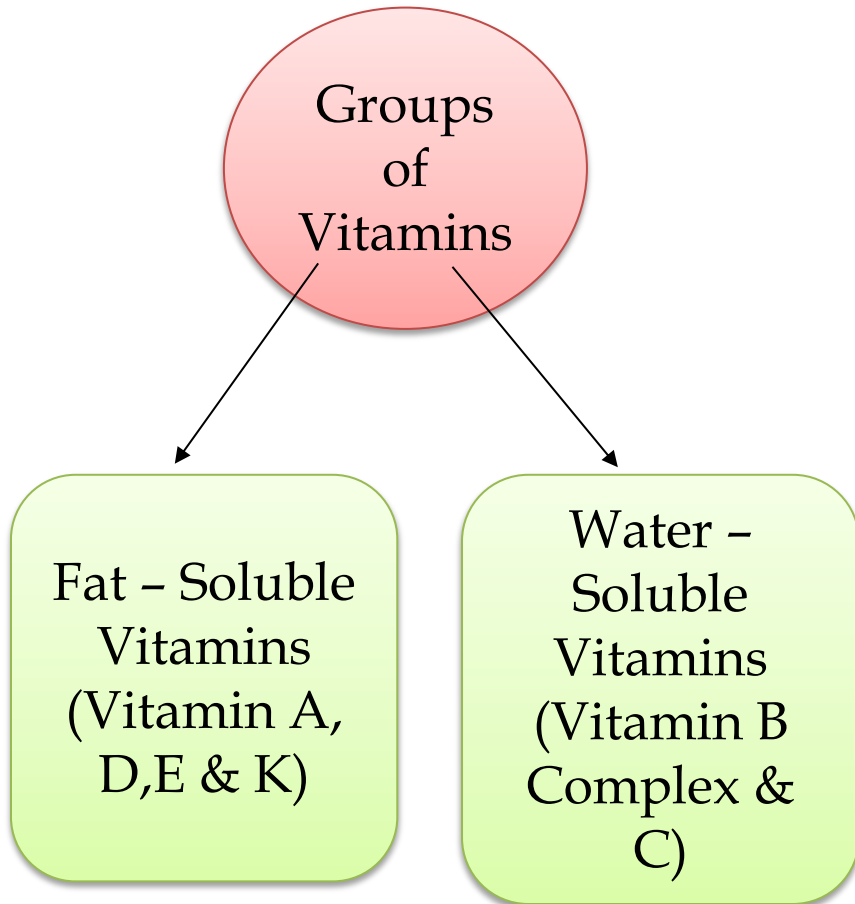 Groups
of
Vitamins
Fat – Soluble
Vitamins
(Vitamin A,
D,E & K)
Water –
Soluble
Vitamins
(Vitamin B
Complex &
C)